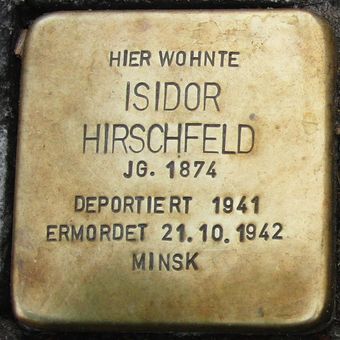 HIER WOHNTE
ISIDOR
HIRSCHFELD
JG. 1874
DEPORTIERT 1941
ERMORDET 21.10.1942
MINSK